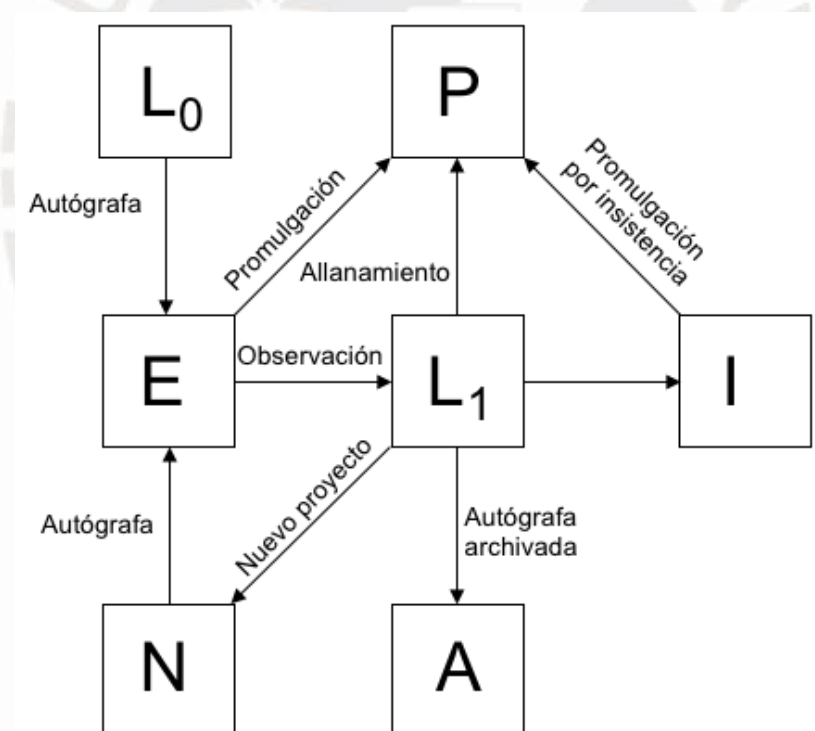 L₀
P
Autógrafa
Promulgación
Allanamiento
Promulgación
por insistencia
E
Observación
L₁
I
Autógrafa
Nuevo proyecto
Autógrafa
archivada
N
A